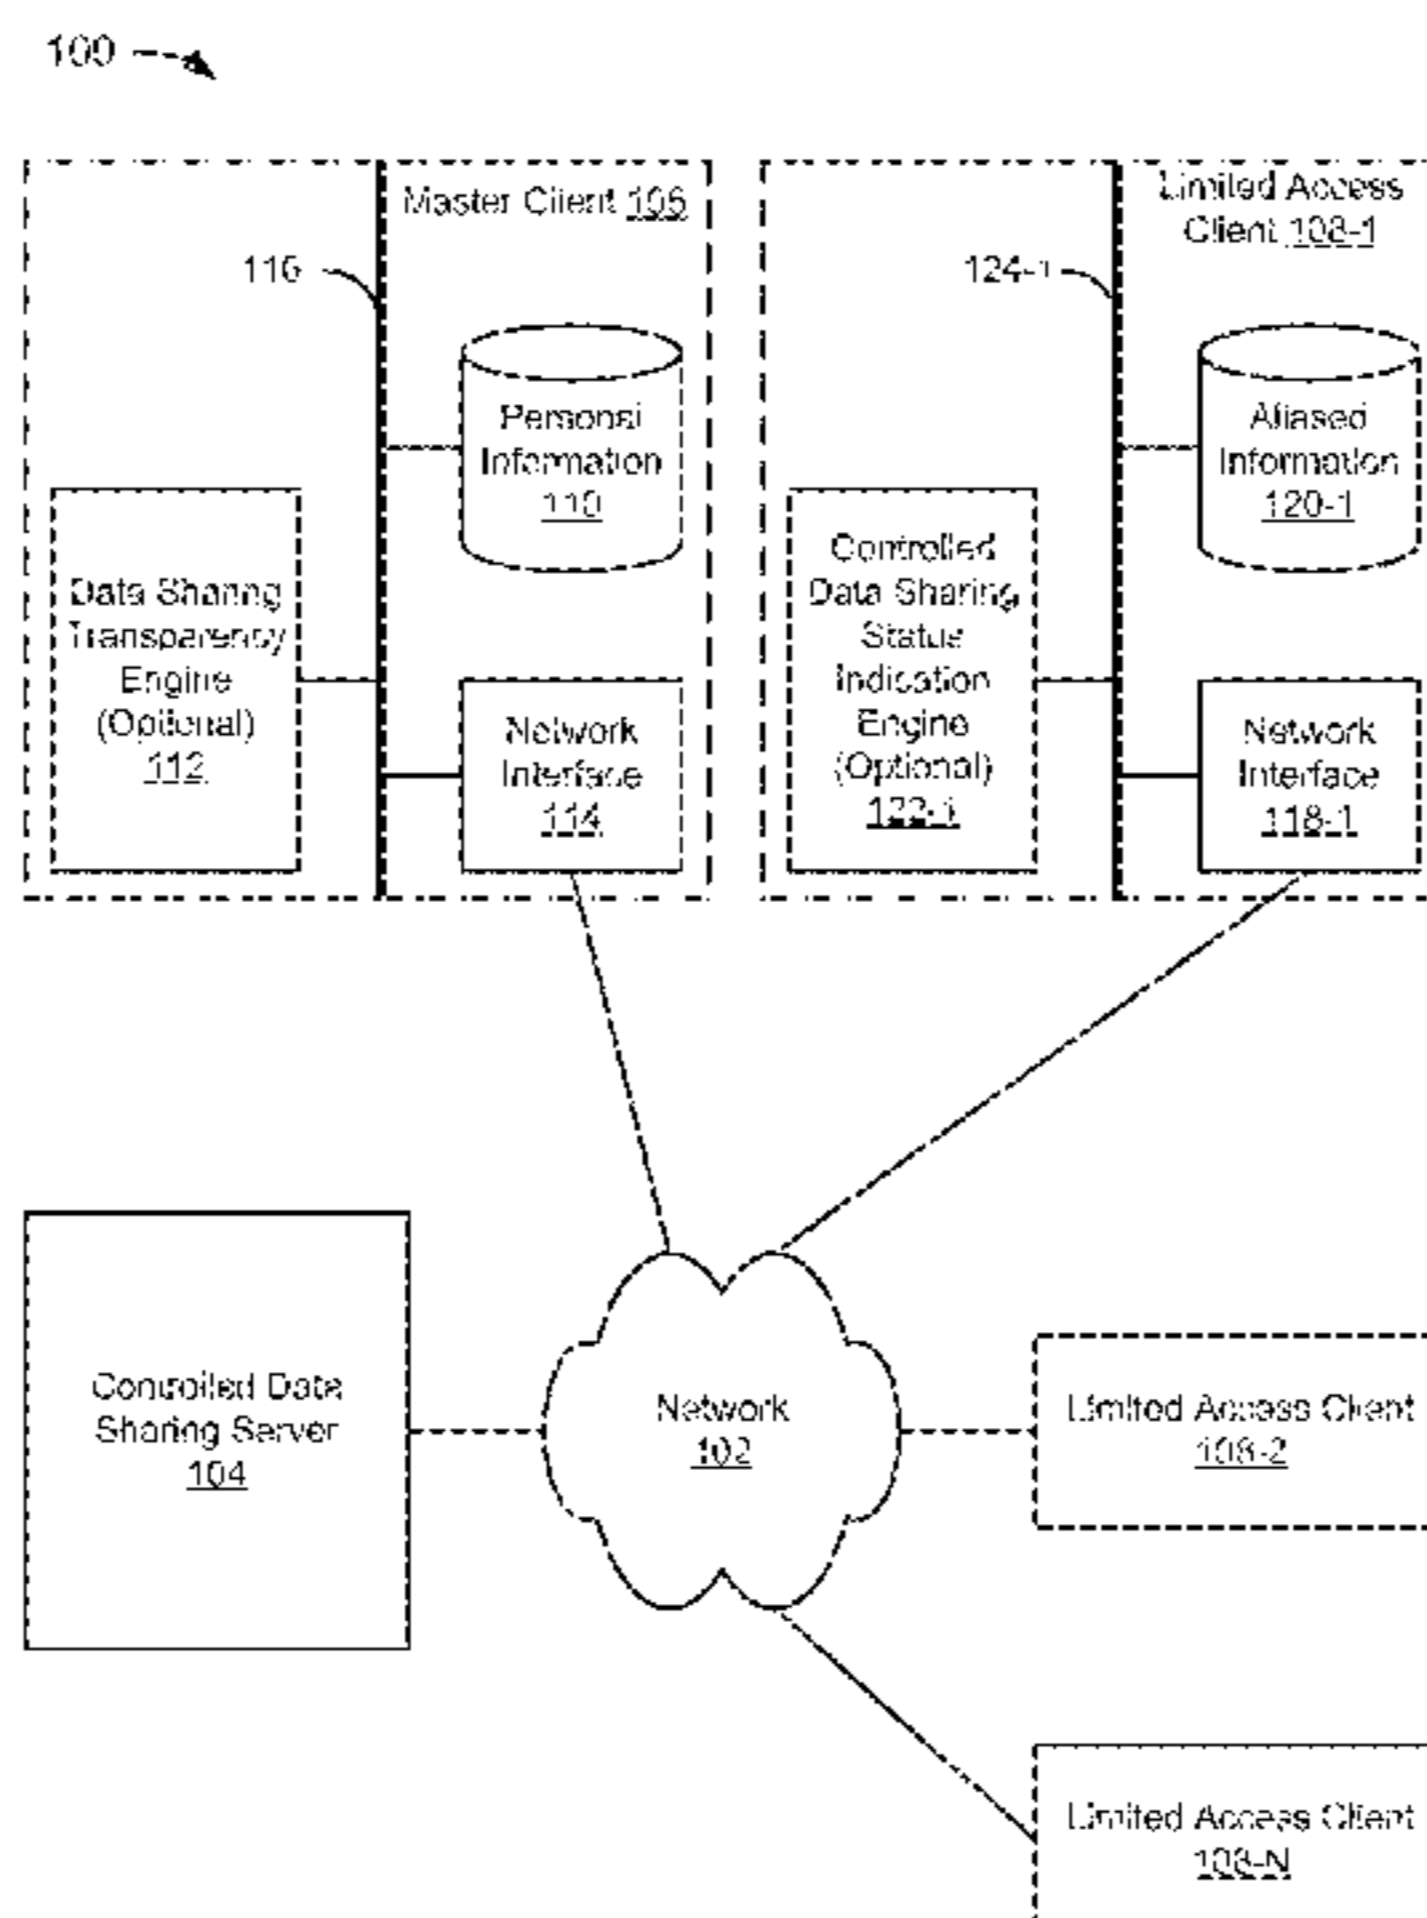 100
Master Client 106
116
Personal
Information
110
Data Sharing
Transparency
Engine
(Optional)
112
Network
Interface
114
Limited Access
Client 108-1
124-1
Aliased
Information
120-1
Controlled
Data Sharing
Status
Indication
Engine
(Optional)
122-1
Network
Interface
118-1
Controlled Data
Sharing Server
104
Network
102
Limited Access Client
108-2
Limited Access Client
108-N